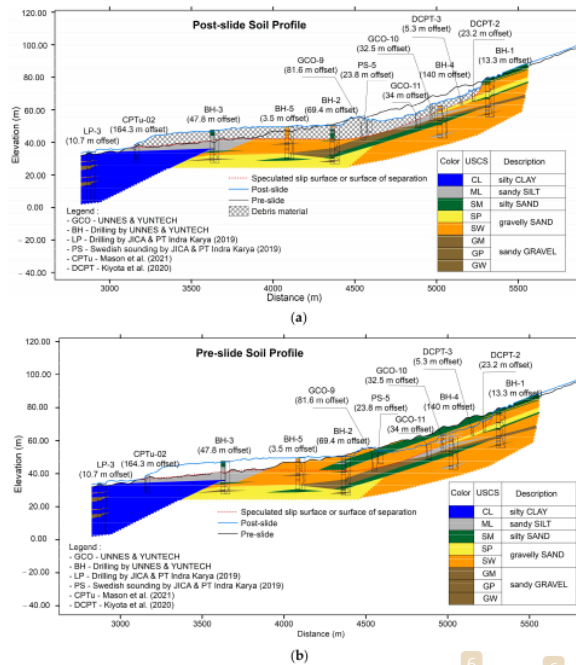 120.00
Post-slide Soil Profile
DCPT-3
(5.3 m offset)
DCPT-2
(23.2 m offset)
GCO-10
(32.5 m offset)
BH-1
(13.3 m offset)
100.00
GCO-9
(81.6 m offset)
PS-5
(23.8 m offset)
BH-4
(140 m offset)
80.00
BH-2
(69.4 m offset)
GCO-11
(34 m offset)
BH-3
(47.8 m offset)
BH-5
(3.5 m offset)
60.00
CPTu-02
(164.3 m offset)
LP-3
(10.7 m offset)
40.00
20.00
0.00
− 20.00
− 40.00
Elevation (m)
Speculated slip surface or surface of separation
Post-slide
Pre-slide
Debris material
Legend :
- GCO - UNNES & YUNTECH
- BH - Drilling by UNNES & YUNTECH
- LP - Drilling by JICA & PT Indra Karya (2019)
- PS - Swedish sounding by JICA & PT Indra Karya (2019)
- CPTu - Mason et al. (2021)
- DCPT - Kiyota et al. (2020)
Color USCS Description
CL silty CLAY
ML sandy SILT
SM silty SAND
SP
SW
gravelly SAND
GM
GP
GW
sandy GRAVEL
3000 3500 4000 4500 5000 5500
Distance (m)
(a)
120.00
Pre-slide Soil Profile
DCPT-3
(5.3 m offset)
DCPT-2
(23.2 m offset)
GCO-10
(32.5 m offset)
BH-1
(13.3 m offset)
100.00
GCO-9
(81.6 m offset)
PS-5
(23.8 m offset)
BH-4
(140 m offset)
80.00
BH-2
(69.4 m offset)
GCO-11
(34 m offset)
BH-3
(47.8 m offset)
BH-5
(3.5 m offset)
60.00
CPTu-02
(164.3 m offset)
LP-3
(10.7 m offset)
40.00
20.00
0.00
− 20.00
− 40.00
Elevation (m)
Speculated slip surface or surface of separation
Post-slide
Pre-slide
Legend :
- GCO - UNNES & YUNTECH
- BH - Drilling by UNNES & YUNTECH
- LP - Drilling by JICA & PT Indra Karya (2019)
- PS - Swedish sounding by JICA & PT Indra Karya (2019)
- CPTu - Mason et al. (2021)
- DCPT - Kiyota et al. (2020)
Color USCS Description
CL silty CLAY
ML sandy SILT
SM silty SAND
SP
SW
gravelly SAND
GM
GP
GW
sandy GRAVEL
3000 3500 4000 4500 5000 5500
Distance (m)
(b)